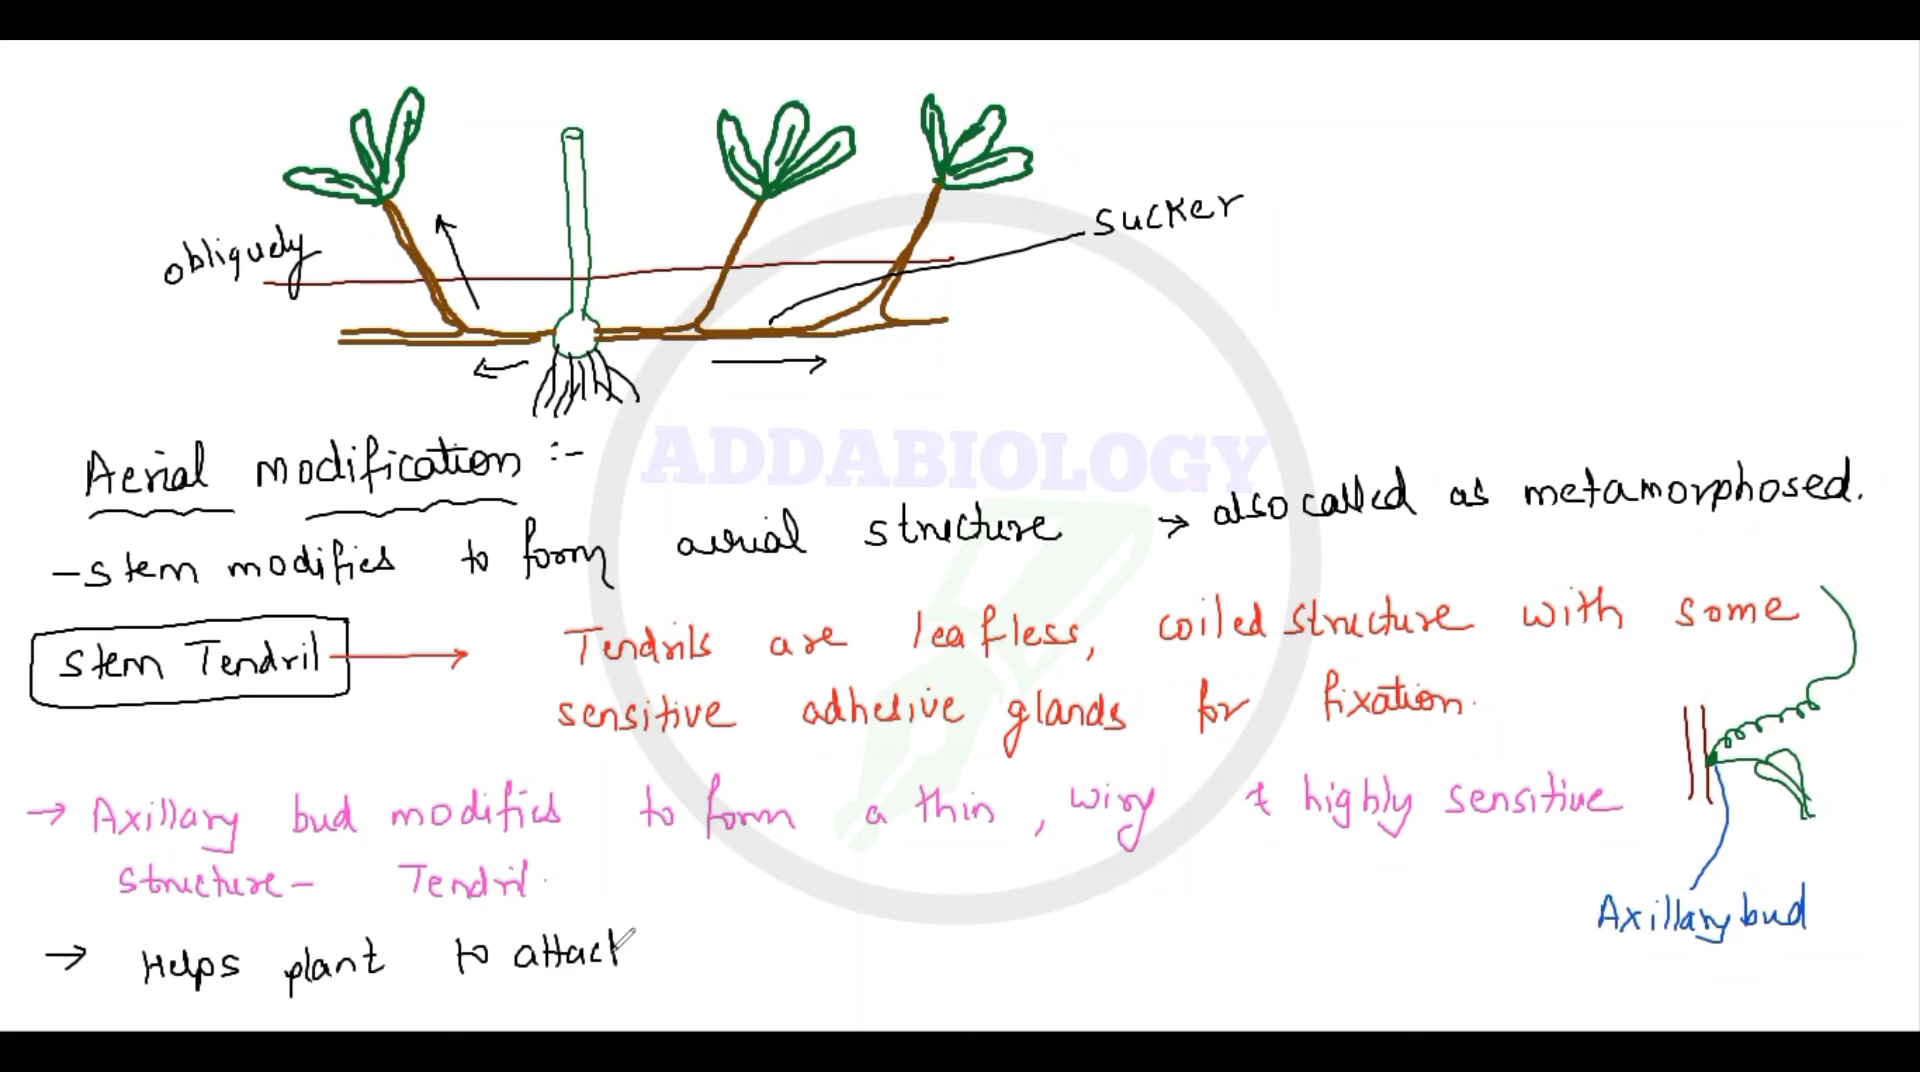 obliquely
sucker
ADDABIOLOGY
Aerial modification :-
- stem modifies to form aerial structure → also called as metamorphosed.
Stem Tendril → Tendrils are leafless, coiled structure with some
sensitive adhesive glands for fixation.
→ Axillary bud modifies to form a thin, wiry & highly sensitive
structure - Tendril.
Axillary bud
→ Helps plant to attach